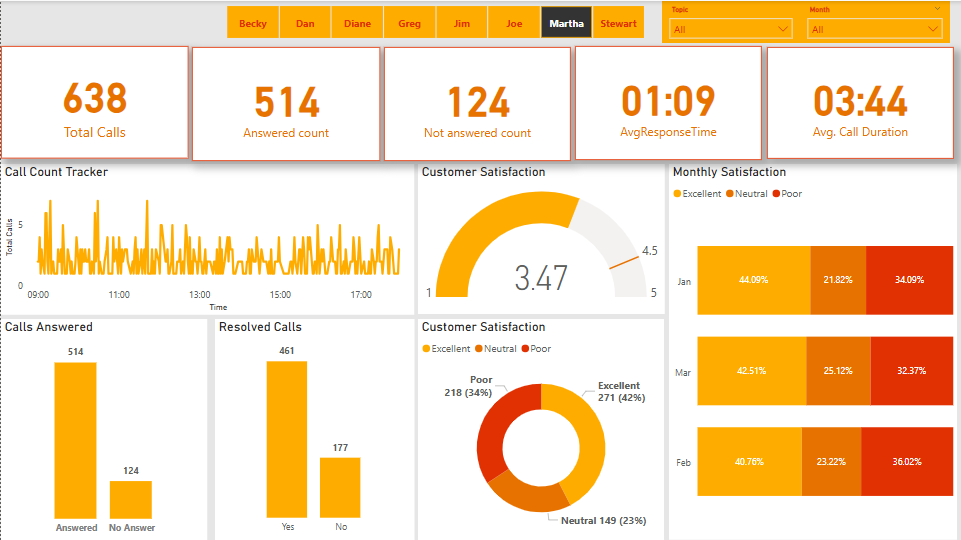 Becky Dan Diane Greg Jim Joe Martha Stewart
Topic Month
All All
638
Total Calls
514
Answered count
124
Not answered count
01:09
AvgResponseTime
03:44
Avg. Call Duration
Call Count Tracker
Total Calls
5
0
09:00 11:00 13:00 15:00 17:00
Time
Customer Satisfaction
3.47
1
4.5
5
Monthly Satisfaction
Excellent Neutral Poor
Jan 44.09% 21.82% 34.09%
Mar 42.51% 25.12% 32.37%
Feb 40.76% 23.22% 36.02%
Calls Answered
514
124
Answered No Answer
Resolved Calls
461
177
Yes No
Customer Satisfaction
Excellent Neutral Poor
Poor
218 (34%)
Excellent
271 (42%)
Neutral 149 (23%)